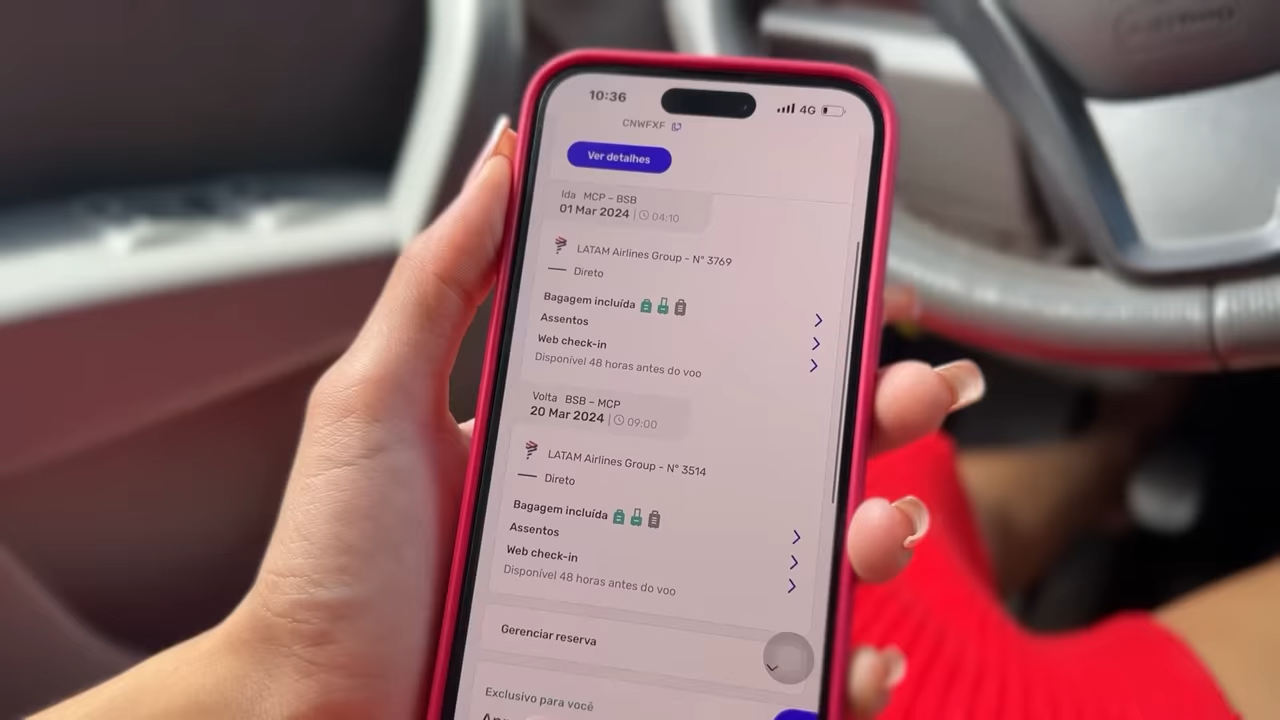 10:36
4G
CNWFXF
Ver detalhes
Ida MCP – BSB
01 Mar 2024 | 04:10
LATAM Airlines Group - N° 3769
Direto
Bagagem incluída
Assentos
Web check-in
Disponível 48 horas antes do voo
Volta BSB – MCP
20 Mar 2024 | 09:00
LATAM Airlines Group - N° 3514
Direto
Bagagem incluída
Assentos
Web check-in
Disponível 48 horas antes do voo
Gerenciar reserva
Exclusivo para você